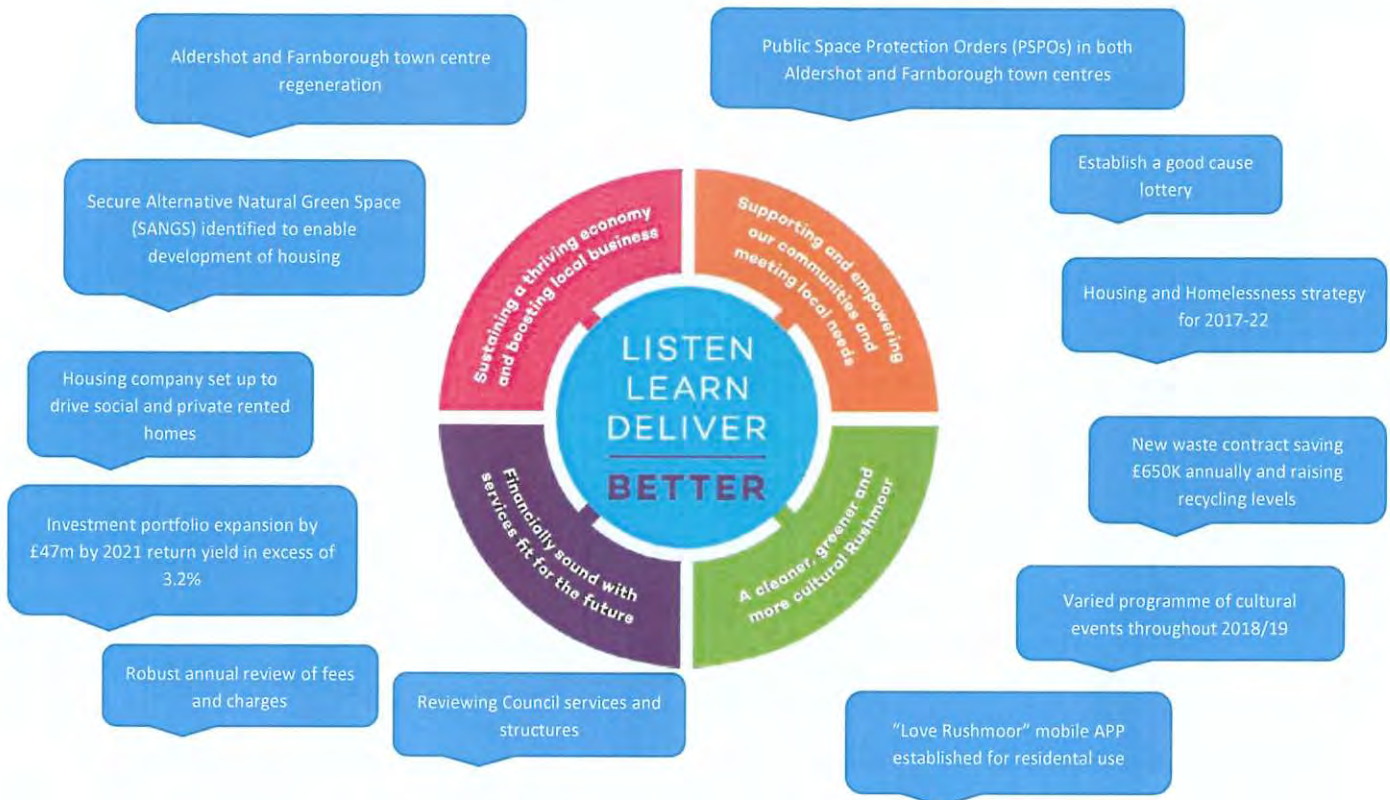 Aldershot and Farnborough town centre
regeneration
Public Space Protection Orders (PSPOs) in both
Aldershot and Farnborough town centres
Secure Alternative Natural Green Space
(SANGS) identified to enable
development of housing
Establish a good cause
lottery
Housing and Homelessness strategy
for 2017-22
Housing company set up to
drive social and private rented
homes
New waste contract saving
£650K annually and raising
recycling levels
Investment portfolio expansion by
£47m by 2021 return yield in excess of
3.2%
Varied programme of cultural
events throughout 2018/19
Robust annual review of fees
and charges
Reviewing Council services and
structures
"Love Rushmoor" mobile APP
established for residental use
Sustaining a thriving economy
and boosting local business
Supporting and empowering
our communities and
meeting local needs
LISTEN
LEARN
DELIVER
BETTER
Financially sound with
services fit for the future
A cleaner, greener and
more cultural Rushmoor